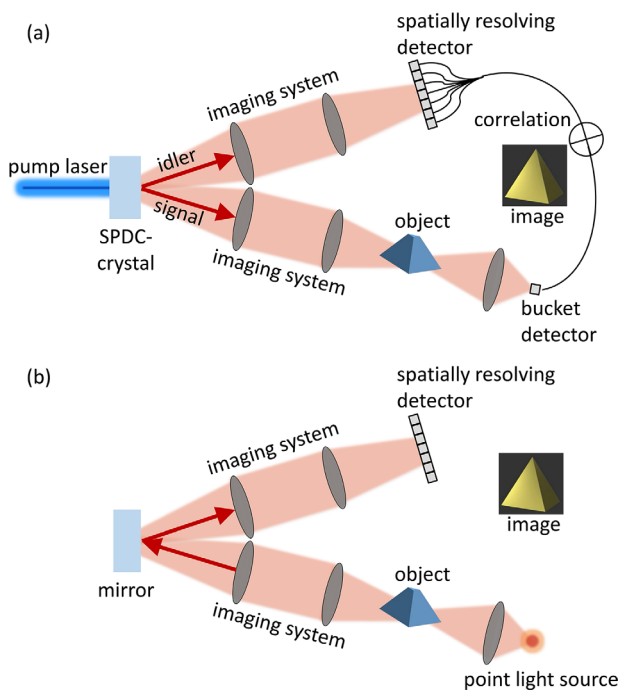 (a)
spatially resolving
detector
imaging system
correlation
pump laser
idler
signal
image
object
SPDC-
crystal
imaging system
bucket
detector
(b)
spatially resolving
detector
imaging system
image
object
mirror
imaging system
point light source